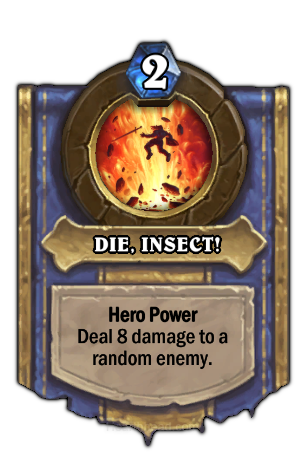 2
DIE, INSECT!
Hero Power
Deal 8 damage to a
random enemy.